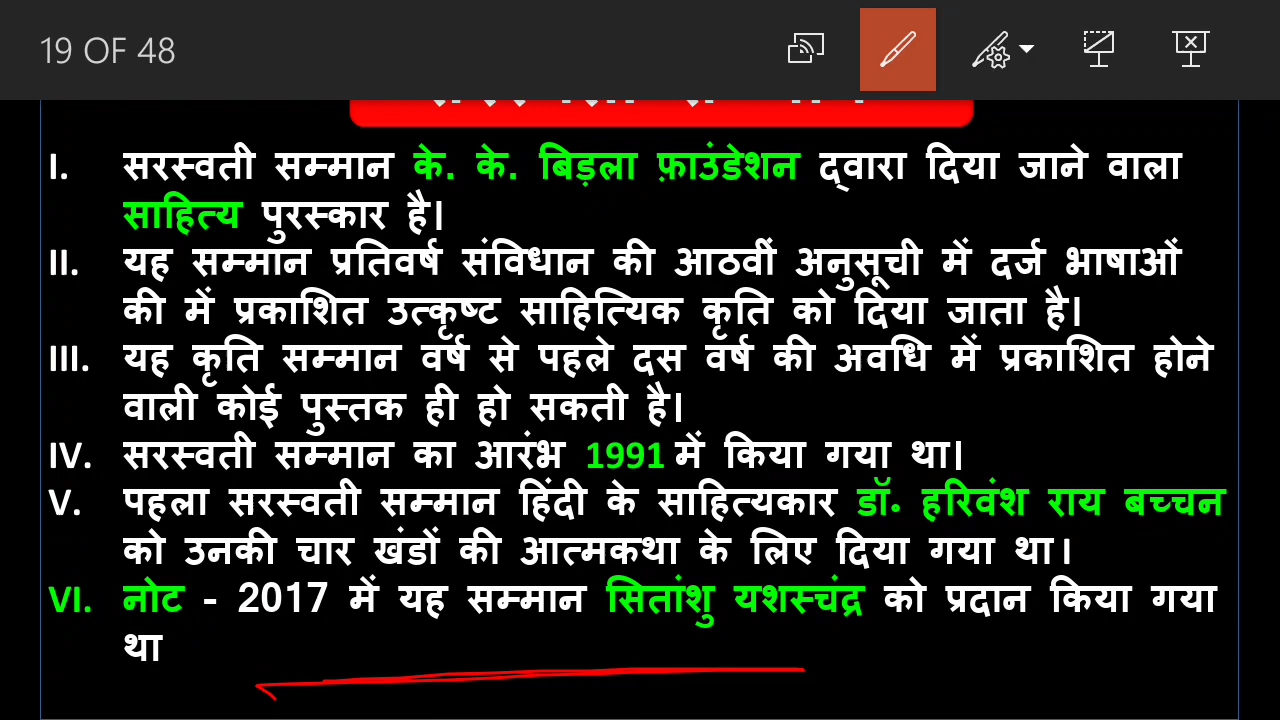 19 OF 48
I. सरस्वती सम्मान के. के. बिड़ला फ़ाउंडेशन द्वारा दिया जाने वाला
साहित्य पुरस्कार है।
II. यह सम्मान प्रतिवर्ष संविधान की आठवीं अनुसूची में दर्ज भाषाओं
की में प्रकाशित उत्कृष्ट साहित्यिक कृति को दिया जाता है।
III. यह कृति सम्मान वर्ष से पहले दस वर्ष की अवधि में प्रकाशित होने
वाली कोई पुस्तक ही हो सकती है।
IV. सरस्वती सम्मान का आरंभ 1991 में किया गया था।
V. पहला सरस्वती सम्मान हिंदी के साहित्यकार डॉ॰ हरिवंश राय बच्चन
को उनकी चार खंडों की आत्मकथा के लिए दिया गया था।
VI. नोट - 2017 में यह सम्मान सितांशु यशस्चंद्र को प्रदान किया गया
था